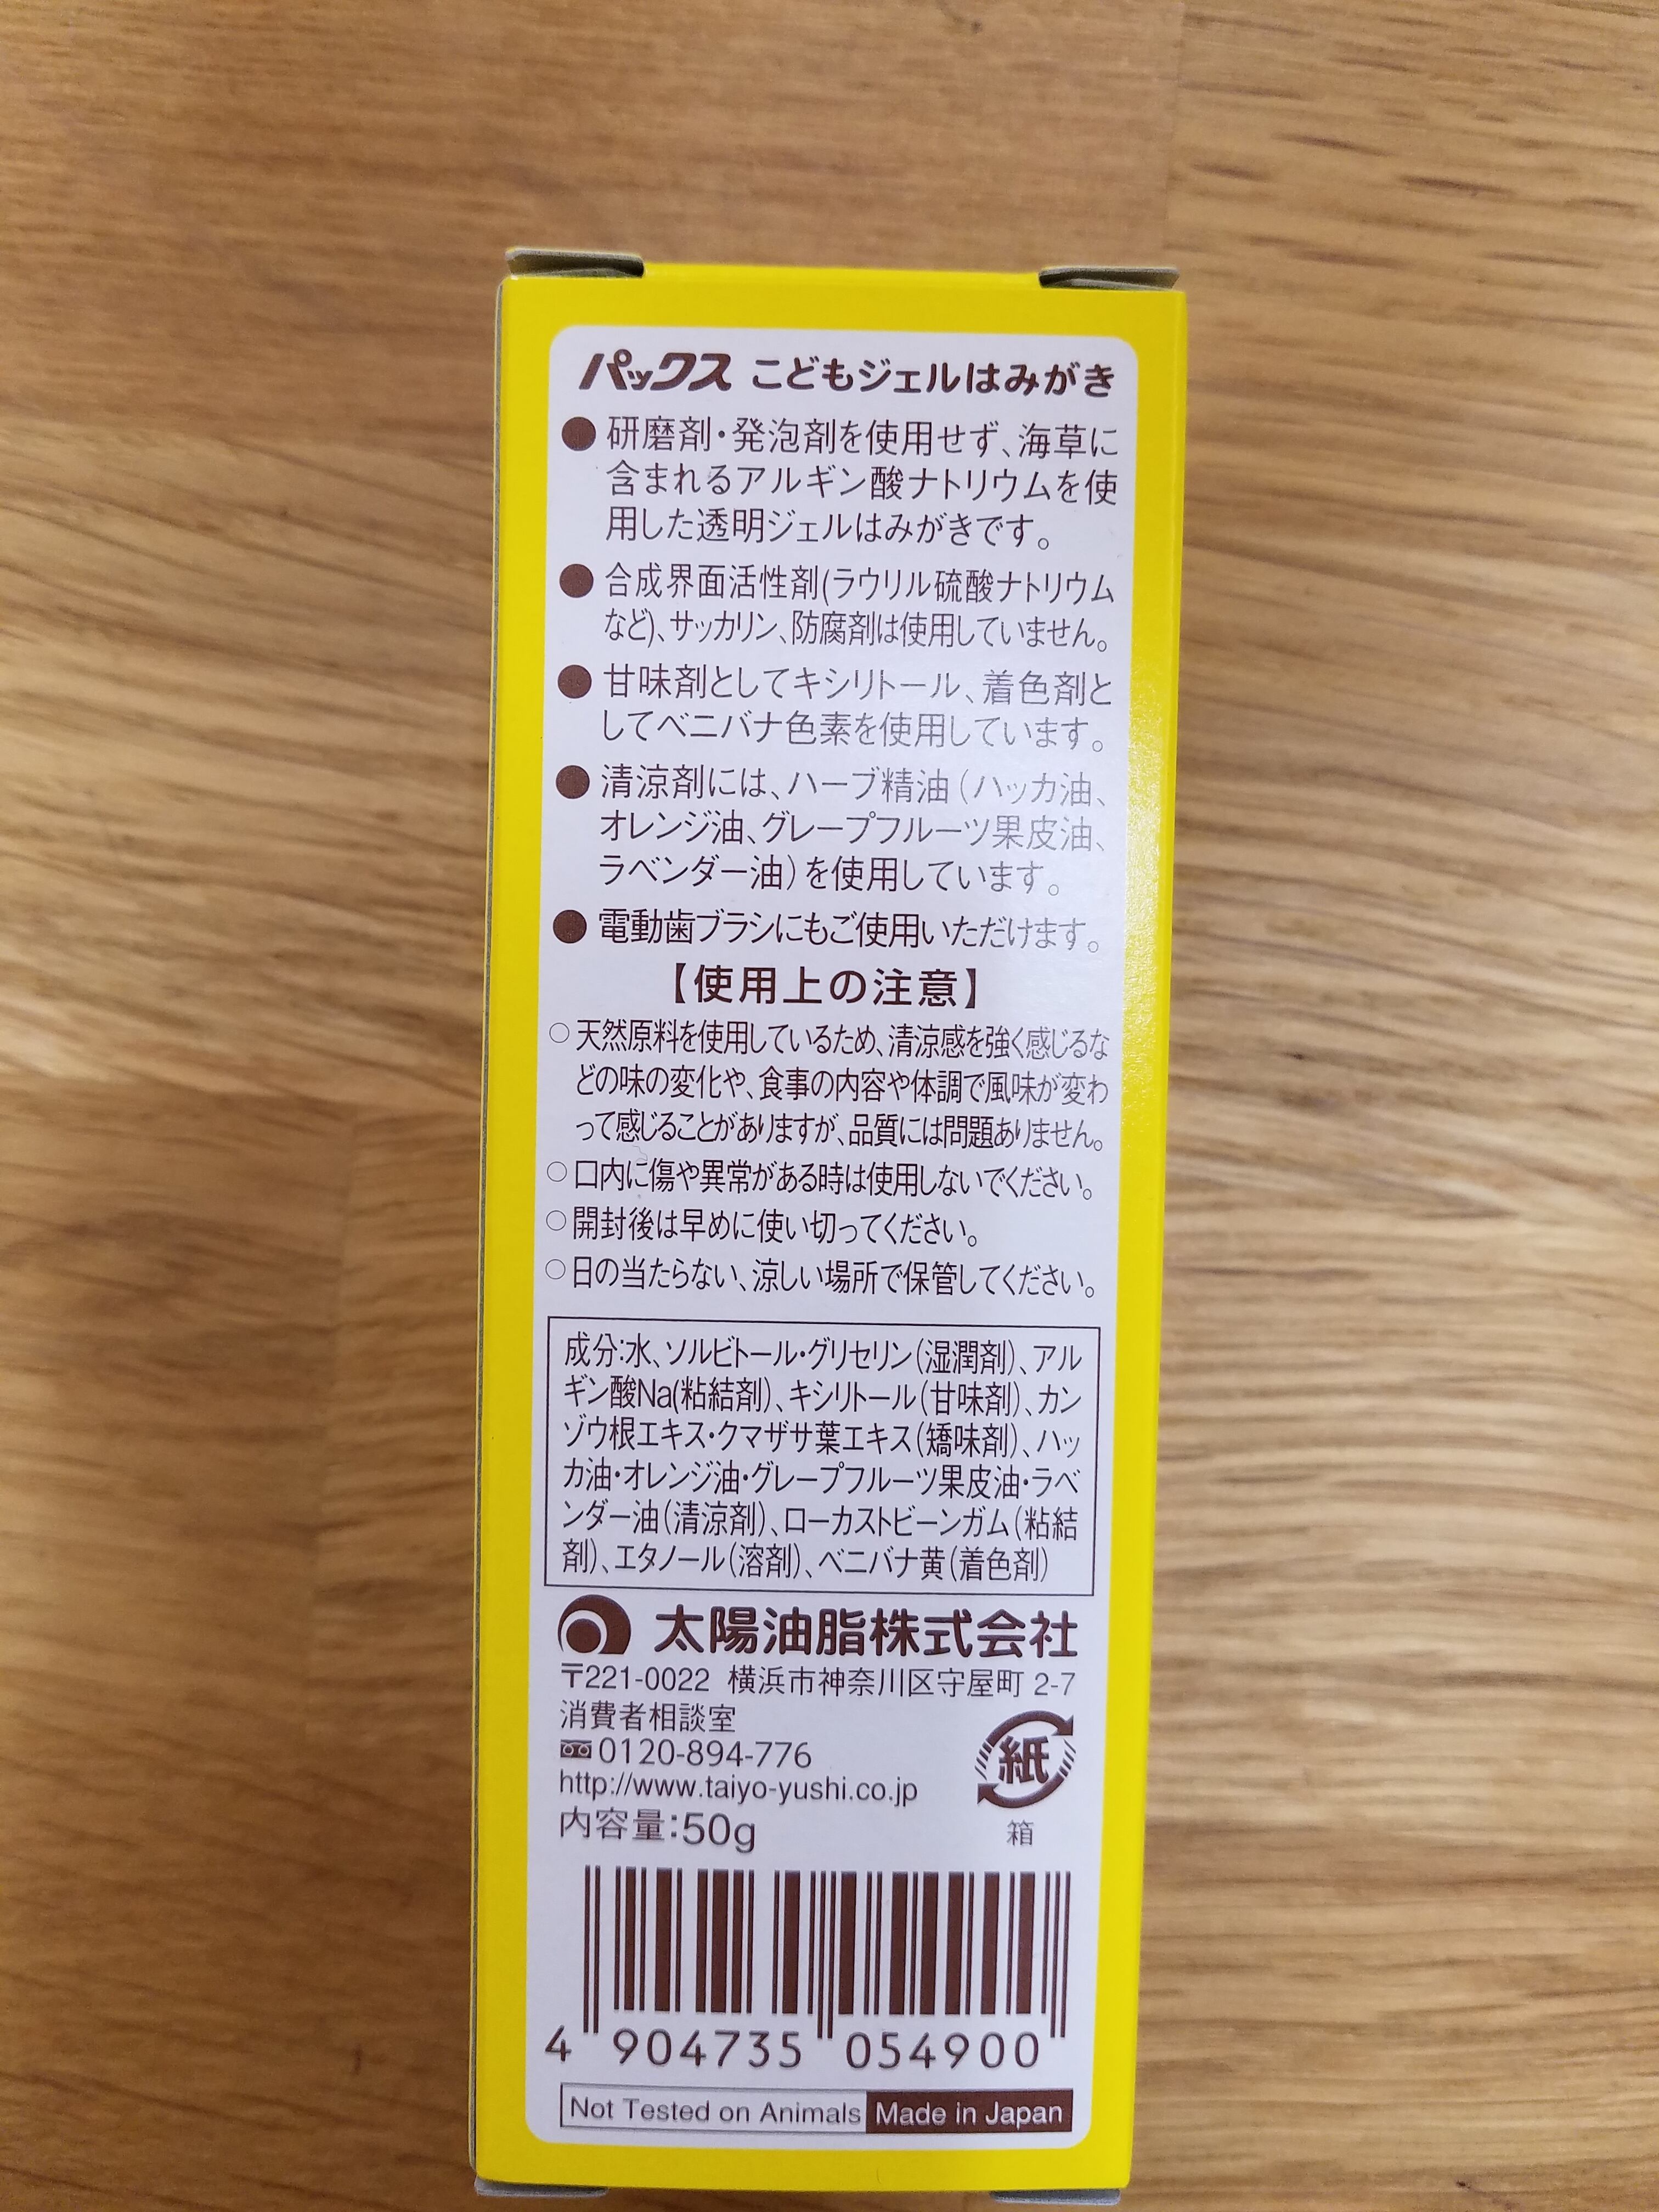 パックス こどもジェルはみがき
● 研磨剤・発泡剤を使用せず、海草に
含まれるアルギン酸ナトリウムを使
用した透明ジェルはみがきです。
● 合成界面活性剤(ラウリル硫酸ナトリウム
など)、サッカリン、防腐剤は使用していません。
● 甘味剤としてキシリトール、着色剤と
してベニバナ色素を使用しています。
● 清涼剤には、ハーブ精油(ハッカ油、
オレンジ油、グレープフルーツ果皮油、
ラベンダー油)を使用しています。
● 電動歯ブラシにもご使用いただけます。
【使用上の注意】
○ 天然原料を使用しているため、清涼感を強く感じるな
どの味の変化や、食事の内容や体調で風味が変わ
って感じることがありますが、品質には問題ありません。
○ 口内に傷や異常がある時は使用しないでください。
○ 開封後は早めに使い切ってください。
○ 日の当たらない、涼しい場所で保管してください。
成分:水、ソルビトール・グリセリン(湿潤剤)、アル
ギン酸Na(粘結剤)、キシリトール(甘味剤)、カン
ゾウ根エキス・クマザサ葉エキス(矯味剤)、ハッ
カ油・オレンジ油・グレープフルーツ果皮油・ラベ
ンダー油(清涼剤)、ローカストビーンガム(粘結
剤)、エタノール(溶剤)、ベニバナ黄(着色剤)
太陽油脂株式会社
〒221-0022 横浜市神奈川区守屋町 2-7
消費者相談室
0120-894-776
http://www.taiyo-yushi.co.jp
紙
内容量:50g
箱
4 904735 054900
Not Tested on Animals Made in Japan